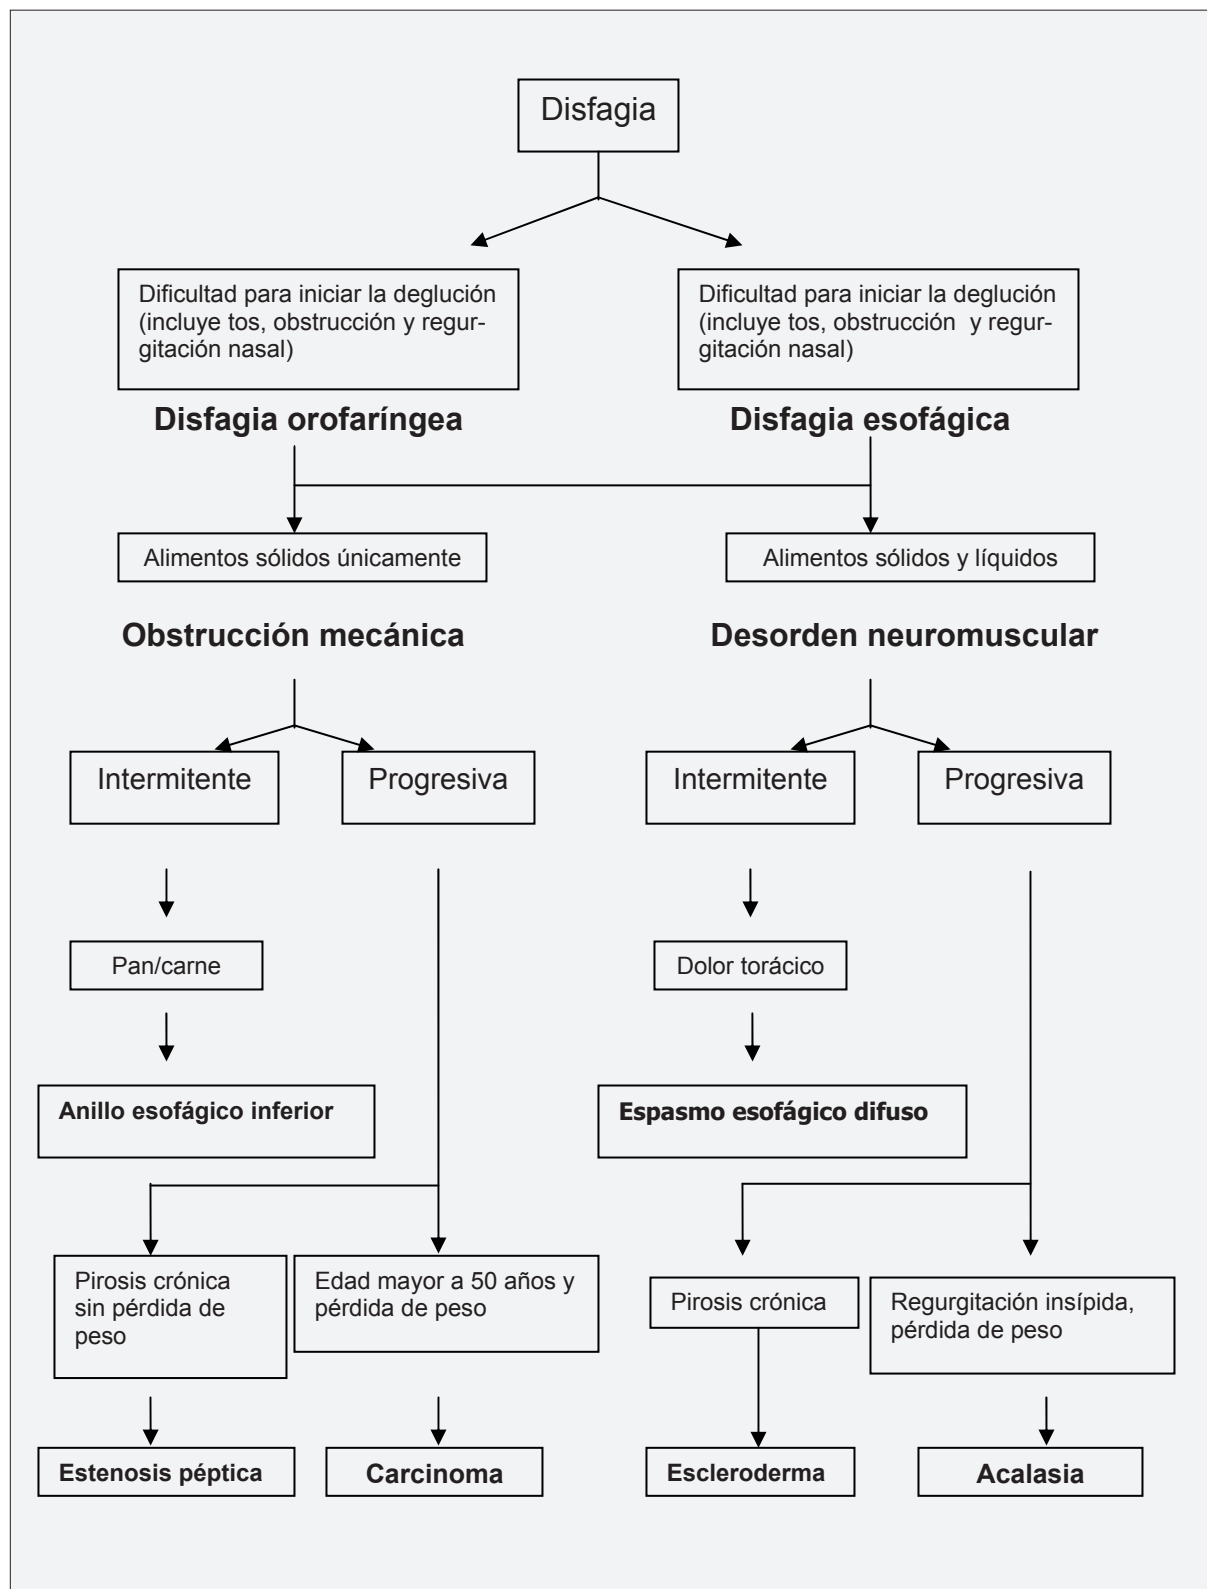 Disfagia
Dificultad para iniciar la deglución
(incluye tos, obstrucción y regur-
gitación nasal)
Dificultad para iniciar la deglución
(incluye tos, obstrucción y regur-
gitación nasal)
Disfagia orofaríngea
Disfagia esofágica
Alimentos sólidos únicamente
Alimentos sólidos y líquidos
Obstrucción mecánica
Desorden neuromuscular
Intermitente
Progresiva
Intermitente
Progresiva
Pan/carne
Dolor torácico
Anillo esofágico inferior
Espasmo esofágico difuso
Pirosis crónica
sin pérdida de
peso
Edad mayor a 50 años y
pérdida de peso
Pirosis crónica
Regurgitación insípida,
pérdida de peso
Estenosis péptica
Carcinoma
Escleroderma
Acalasia